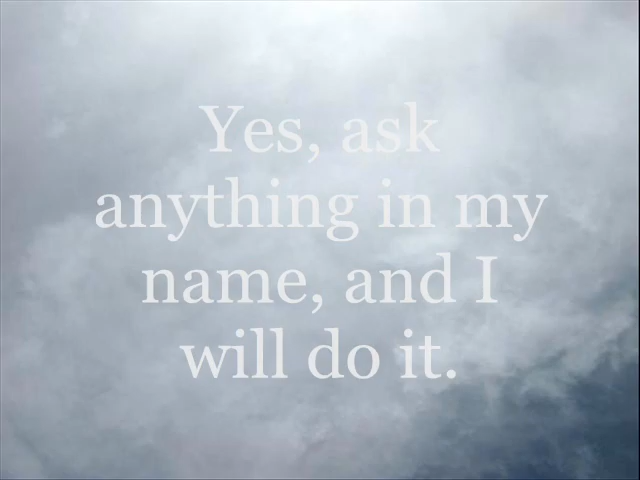 Yes, ask
anything in my
name, and I
will do it.